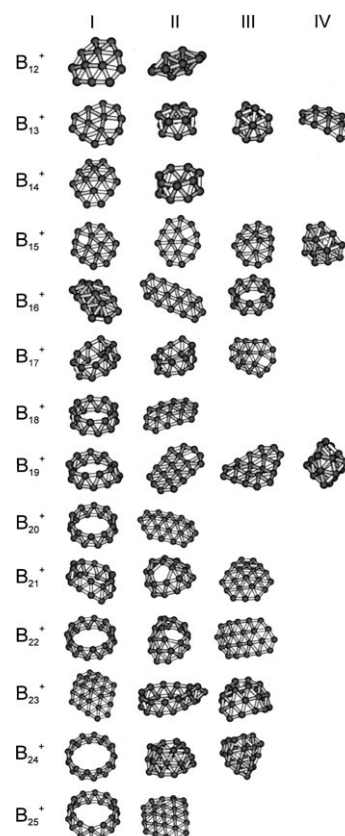 I II III IV
B12+
B13+
B14+
B15+
B16+
B17+
B18+
B19+
B20+
B21+
B22+
B23+
B24+
B25+